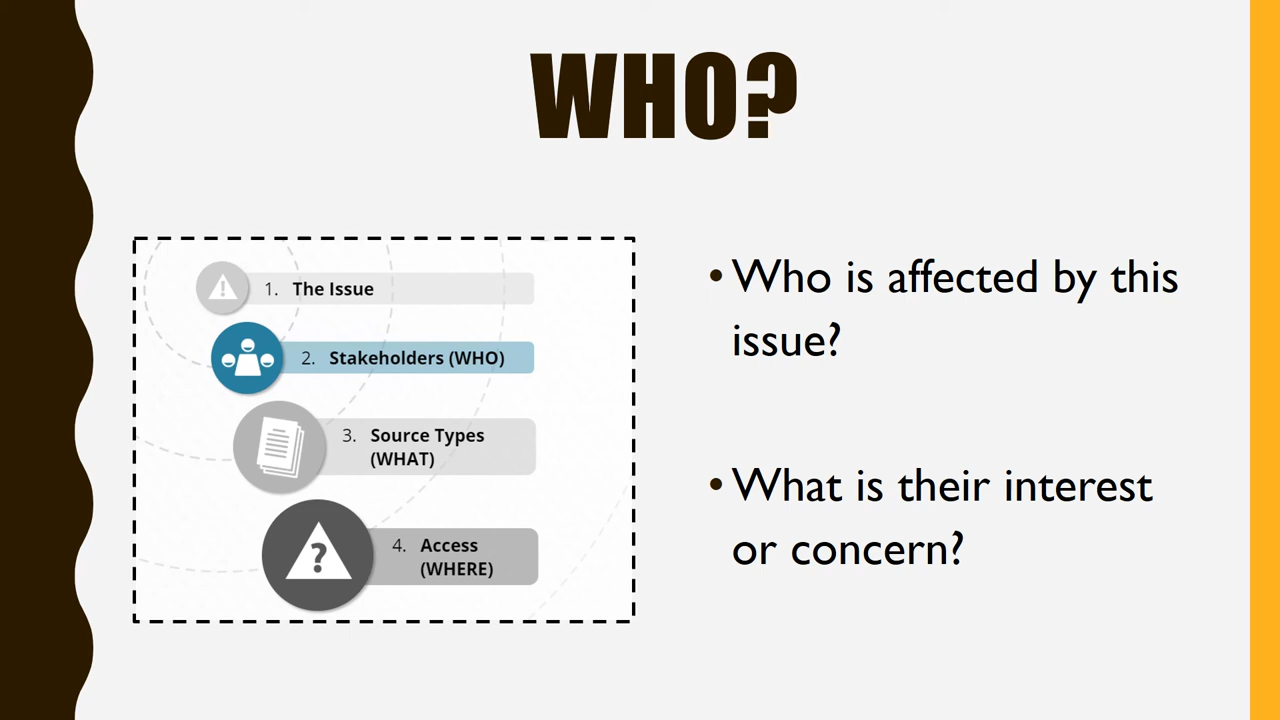 WHO?
1. The Issue
2. Stakeholders (WHO)
3. Source Types
(WHAT)
?
4. Access
(WHERE)
• Who is affected by this
issue?
• What is their interest
or concern?